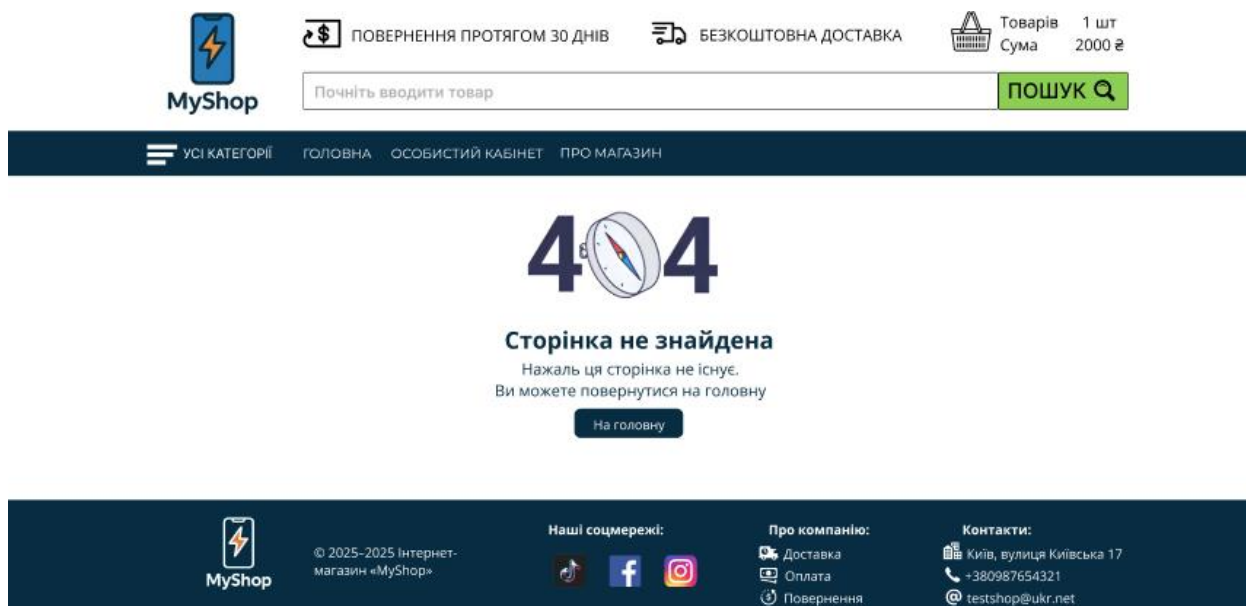 ПОВЕРНЕННЯ ПРОТЯГОМ 30 ДНІВ
БЕЗКОШТОВНА ДОСТАВКА
Товарів 1 шт
Сума 2000 ₴
MyShop
Почніть вводити товар
ПОШУК
УСІ КАТЕГОРІЇ ГОЛОВНА ОСОБИСТИЙ КАБІНЕТ ПРО МАГАЗИН
4 4
Сторінка не знайдена
Нажаль ця сторінка не існує.
Ви можете повернутися на головну
На головну
MyShop
© 2025–2025 Інтернет-
магазин «MyShop»
Наші соцмережі:
Про компанію:
Доставка
Оплата
Повернення
Контакти:
Київ, вулиця Київська 17
+380987654321
testshop@ukr.net